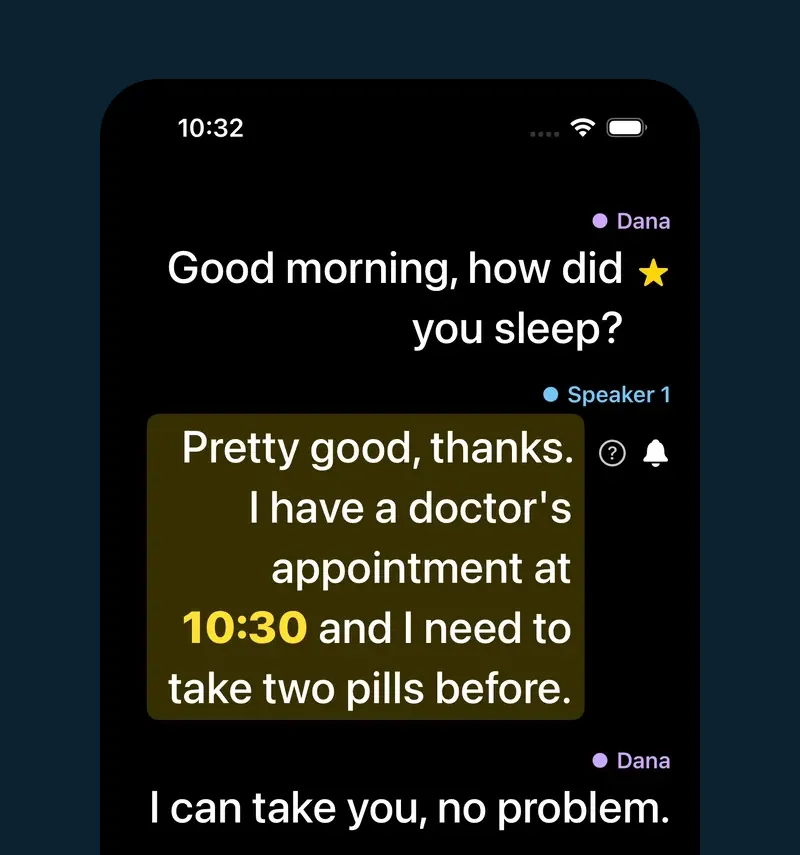 10:32
Dana
Good morning, how did
you sleep?
Speaker 1
Pretty good, thanks.
I have a doctor's
appointment at
10:30 and I need to
take two pills before.
Dana
I can take you, no problem.